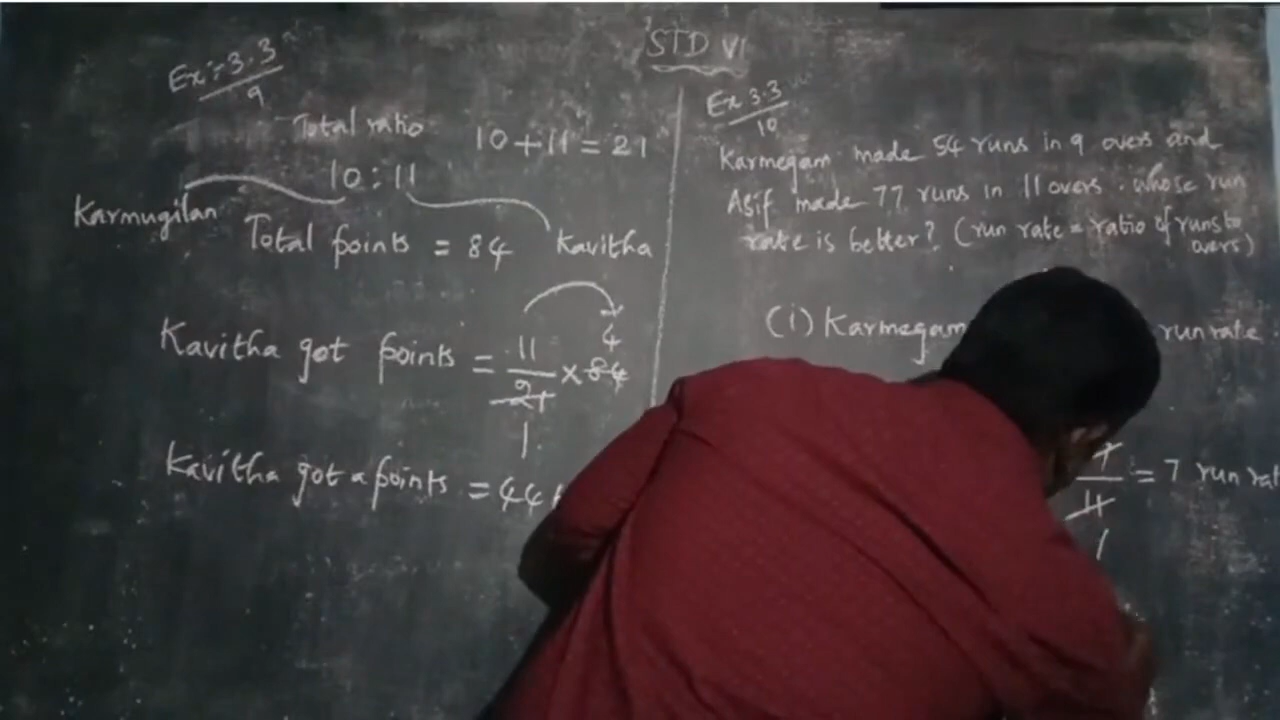 STD VI
Ex:-3.3/9
Total ratio 10+11=21
10:11
Karmugilan
Total points = 84 Kavitha
Kavitha got points = 11/21 × 84
4
1
Kavitha got a points = 44
Ex 3.3/10
Karmegam made 54 runs in 9 overs and
Asif made 77 runs in 11 overs. whose run
rate is better? (run rate = ratio of runs to
overs)
(i) Karmegam run rate
11 = 7 run rat
1